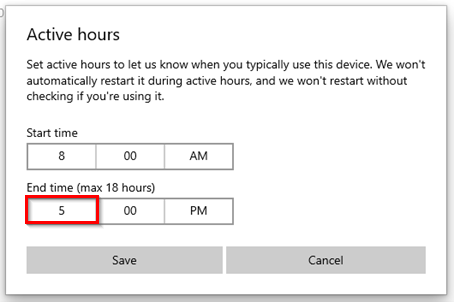 Active hours
Set active hours to let us know when you typically use this device. We won't
automatically restart it during active hours, and we won't restart without
checking if you're using it.
Start time
8 00 AM
End time (max 18 hours)
5 00 PM
Save Cancel